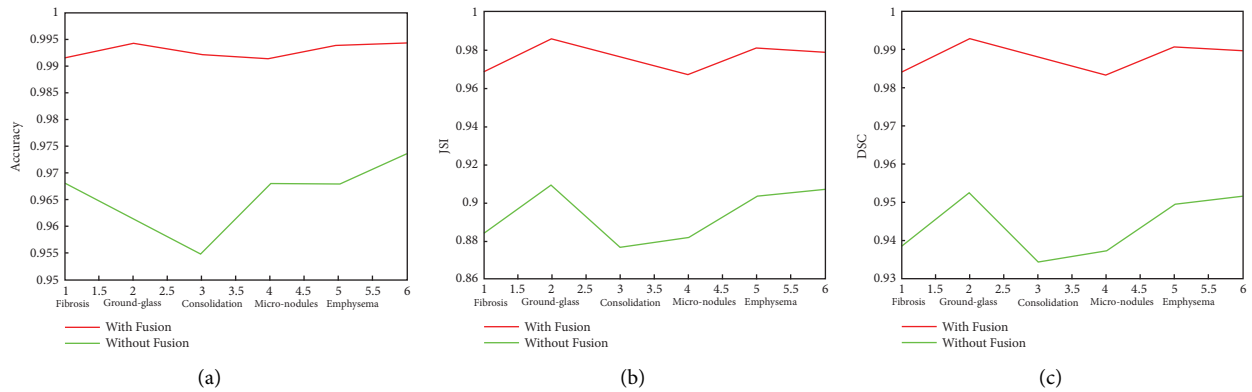 1
0.995
0.99
0.985
0.98
0.975
0.97
0.965
0.96
0.955
0.95
Accuracy
1 1.5 2 2.5 3 3.5 4 4.5 5 5.5 6
Fibrosis Ground-glass Consolidation Micro-nodules Emphysema
With Fusion
Without Fusion
(a)
1
0.98
0.96
0.94
0.92
0.9
0.88
0.86
JSI
1 1.5 2 2.5 3 3.5 4 4.5 5 5.5 6
Fibrosis Ground-glass Consolidation Micro-nodules Emphysema
With Fusion
Without Fusion
(b)
1
0.99
0.98
0.97
0.96
0.95
0.94
0.93
DSC
1 1.5 2 2.5 3 3.5 4 4.5 5 5.5 6
Fibrosis Ground-glass Consolidation Micro-nodules Emphysema
With Fusion
Without Fusion
(c)